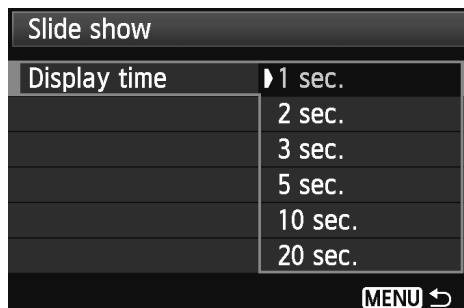 Slide show
Display time
1 sec.
2 sec.
3 sec.
5 sec.
10 sec.
20 sec.
MENU